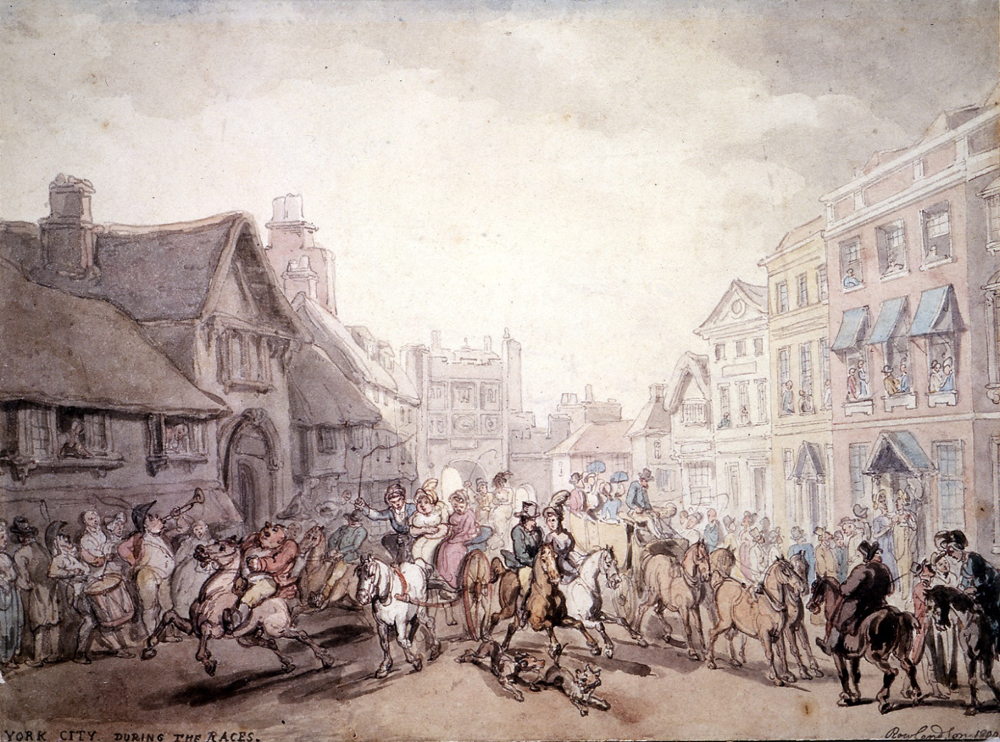 YORK CITY. DURING THE RACES.
Rowlandson 1800